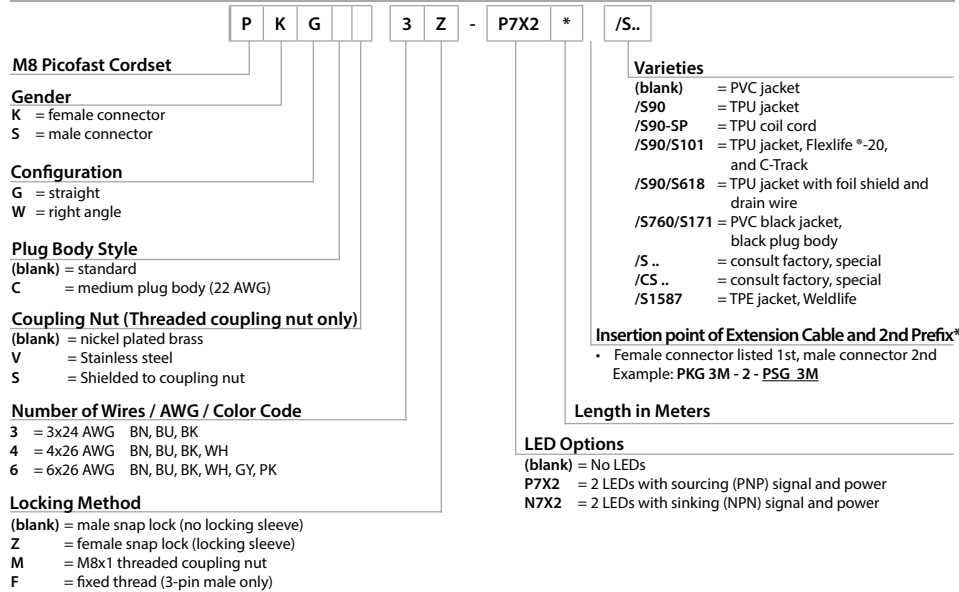 P K G 3 Z - P7X2 * /S..
M8 Picofast Cordset
Gender
K = female connector
S = male connector
Configuration
G = straight
W = right angle
Plug Body Style
(blank) = standard
C = medium plug body (22 AWG)
Coupling Nut (Threaded coupling nut only)
(blank) = nickel plated brass
V = Stainless steel
S = Shielded to coupling nut
Number of Wires / AWG / Color Code
3 = 3x24 AWG BN, BU, BK
4 = 4x26 AWG BN, BU, BK, WH
6 = 6x26 AWG BN, BU, BK, WH, GY, PK
Locking Method
(blank) = male snap lock (no locking sleeve)
Z = female snap lock (locking sleeve)
M = M8x1 threaded coupling nut
F = fixed thread (3-pin male only)
Varieties
(blank) = PVC jacket
/S90 = TPU jacket
/S90-SP = TPU coil cord
/S90/S101 = TPU jacket, Flexlife ®-20,
and C-Track
/S90/S618 = TPU jacket with foil shield and
drain wire
/S760/S171 = PVC black jacket,
black plug body
/S .. = consult factory, special
/CS .. = consult factory, special
/S1587 = TPE jacket, Weldlife
Insertion point of Extension Cable and 2nd Prefix*
• Female connector listed 1st, male connector 2nd
Example: PKG 3M - 2 - PSG 3M
Length in Meters
LED Options
(blank) = No LEDs
P7X2 = 2 LEDs with sourcing (PNP) signal and power
N7X2 = 2 LEDs with sinking (NPN) signal and power